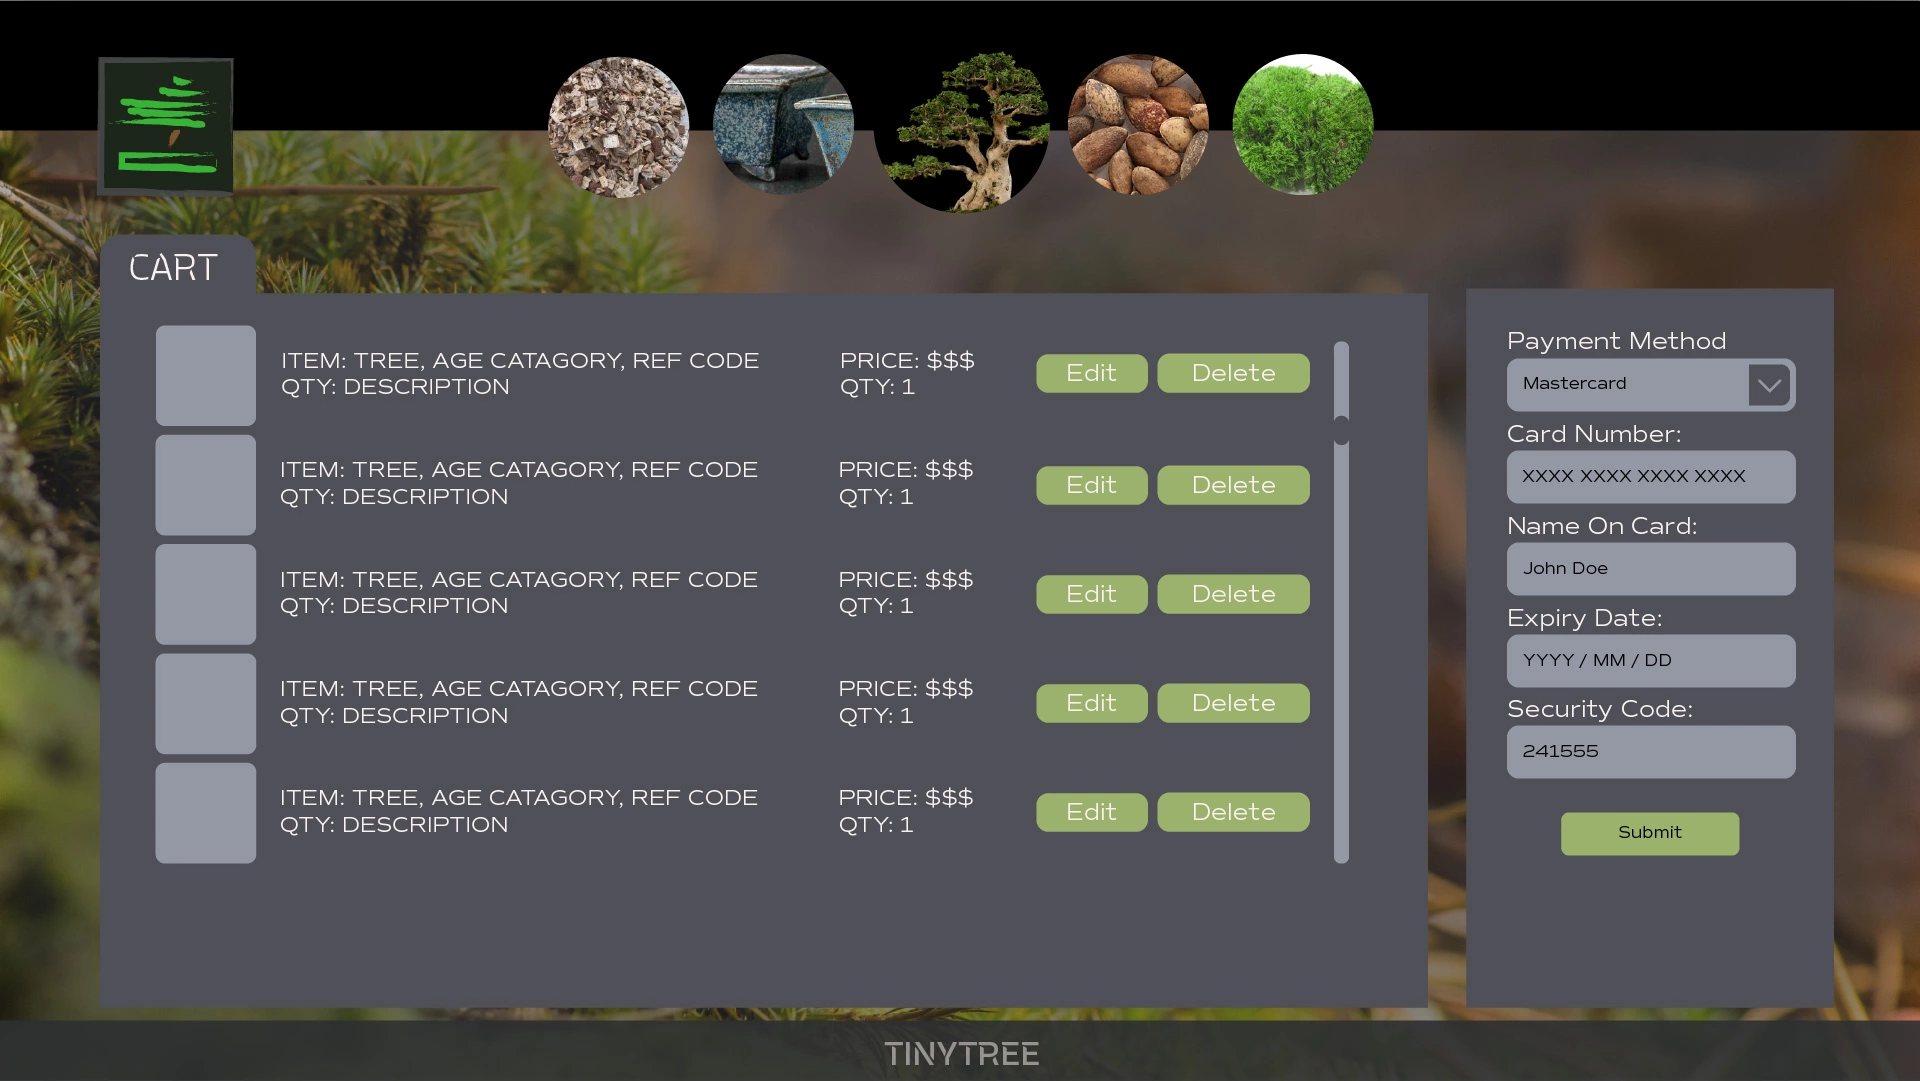 CART
ITEM: TREE, AGE CATAGORY, REF CODE
QTY: DESCRIPTION
PRICE: $$$
QTY: 1
Edit
Delete
ITEM: TREE, AGE CATAGORY, REF CODE
QTY: DESCRIPTION
PRICE: $$$
QTY: 1
Edit
Delete
ITEM: TREE, AGE CATAGORY, REF CODE
QTY: DESCRIPTION
PRICE: $$$
QTY: 1
Edit
Delete
ITEM: TREE, AGE CATAGORY, REF CODE
QTY: DESCRIPTION
PRICE: $$$
QTY: 1
Edit
Delete
ITEM: TREE, AGE CATAGORY, REF CODE
QTY: DESCRIPTION
PRICE: $$$
QTY: 1
Edit
Delete
Payment Method
Mastercard
Card Number:
XXXX XXXX XXXX XXXX
Name On Card:
John Doe
Expiry Date:
YYYY / MM / DD
Security Code:
241555
Submit
TINYTREE